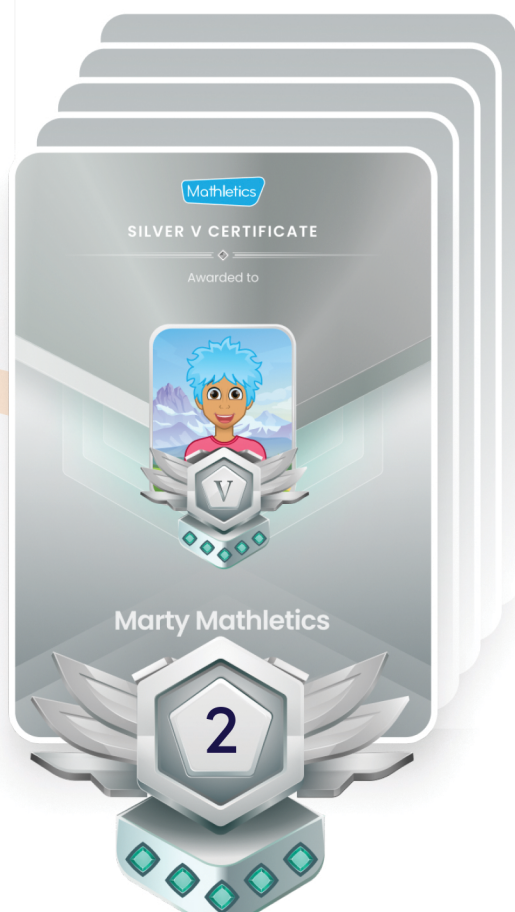 Mathletics
SILVER V CERTIFICATE
Awarded to
V
Marty Mathletics
2